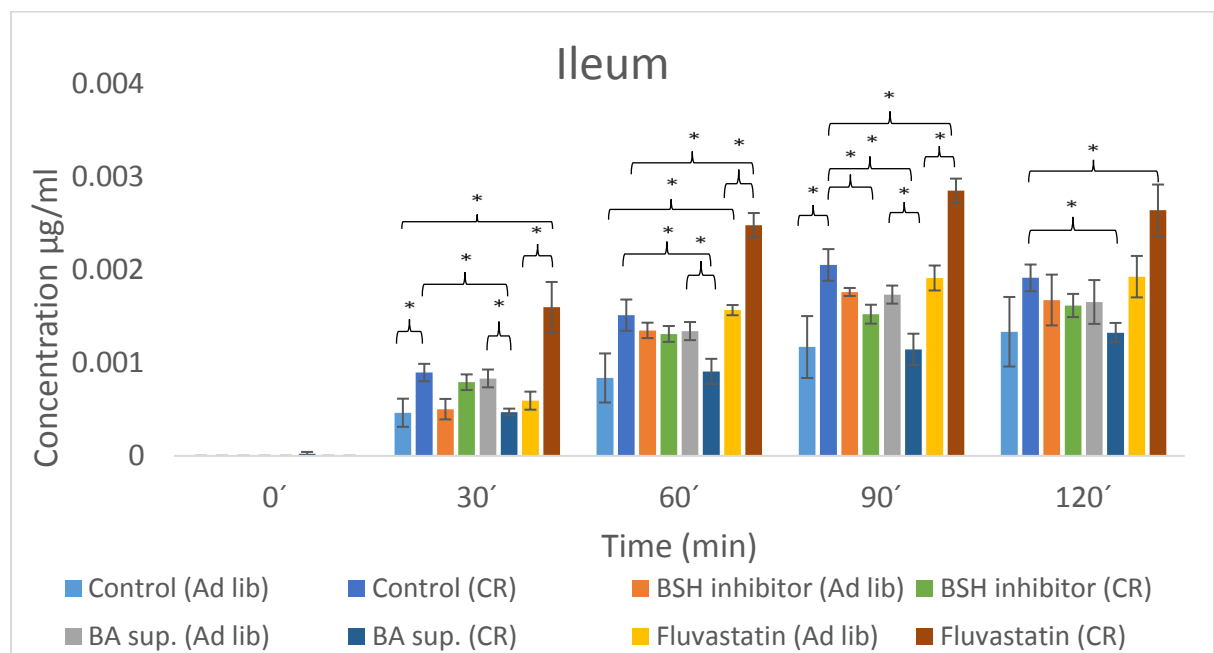 Ileum
0.004
0.003
0.002
0.001
0
Concentration µg/ml
* * * * *
* * * *
* * * * *
* * * * * *
* *
0´ 30´ 60´ 90´ 120´
Time (min)
Control (Ad lib) Control (CR) BSH inhibitor (Ad lib) BSH inhibitor (CR)
BA sup. (Ad lib) BA sup. (CR) Fluvastatin (Ad lib) Fluvastatin (CR)